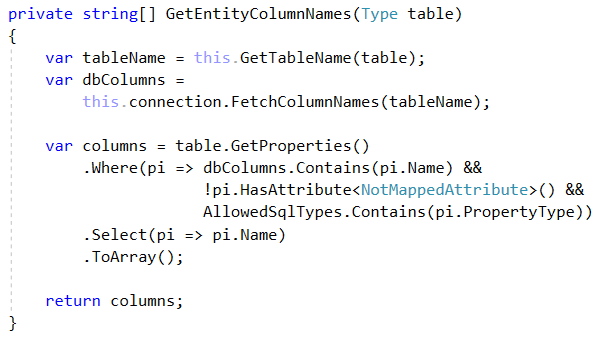 private string[] GetEntityColumnNames(Type table)
{
    var tableName = this.GetTableName(table);
    var dbColumns =
        this.connection.FetchColumnNames(tableName);

    var columns = table.GetProperties()
        .Where(pi => dbColumns.Contains(pi.Name) &&
                     !pi.HasAttribute<NotMappedAttribute>() &&
                     AllowedSqlTypes.Contains(pi.PropertyType))
        .Select(pi => pi.Name)
        .ToArray();

    return columns;
}